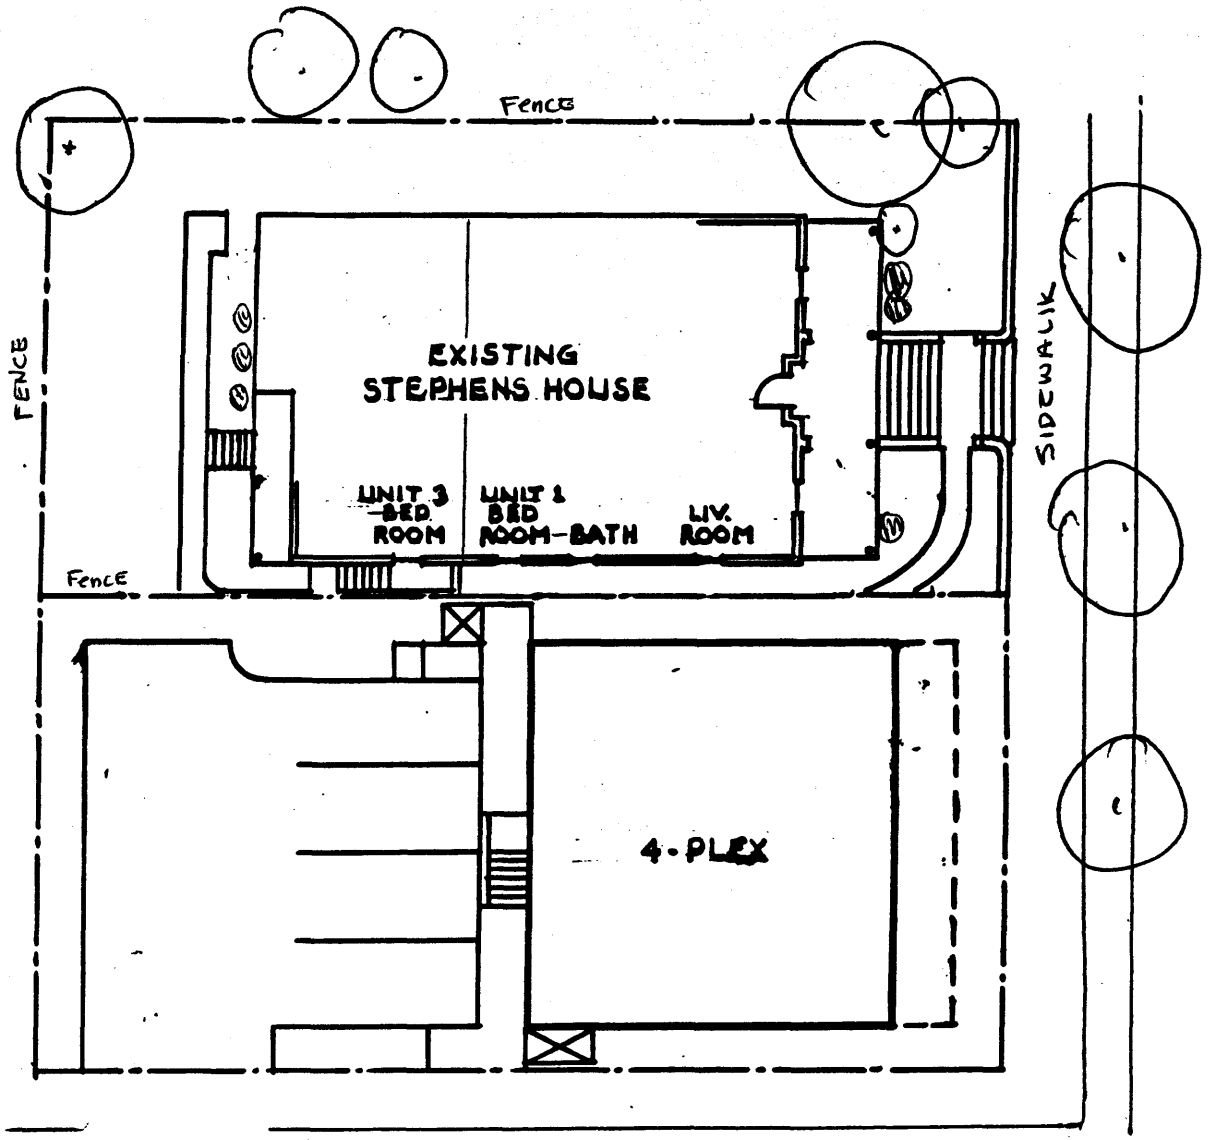 Fence
FENCE
SIDEWALIK
EXISTING
STEPHENS HOUSE
UNIT 3
BED
ROOM
UNIT 1
BED
ROOM-BATH
LIV.
ROOM
Fence
4-PLEX